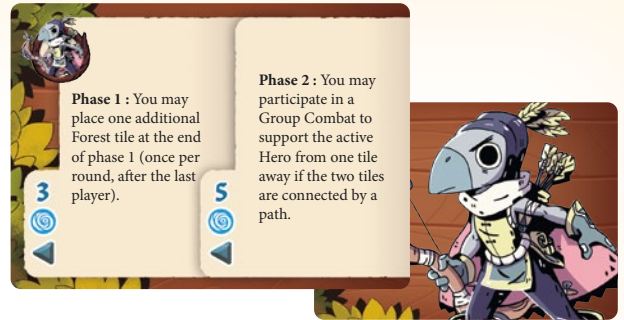 Phase 1 : You may
place one additional
Forest tile at the end
of phase 1 (once per
round, after the last
player).
3
Phase 2 : You may
participate in a
Group Combat to
support the active
Hero from one tile
away if the two tiles
are connected by a
path.
5